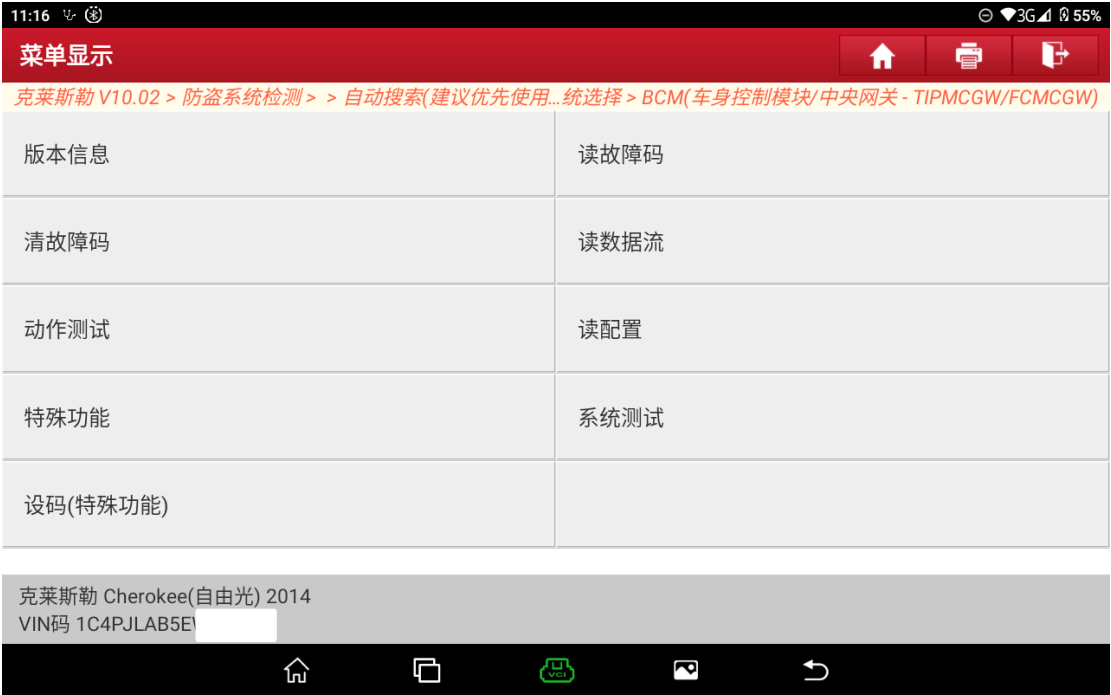 11:16 3G 55%
菜单显示
克莱斯勒 V10.02 > 防盗系统检测 > > 自动搜索(建议优先使用...统选择 > BCM(车身控制模块/中央网关 - TIPMCGW/FCMCGW)
版本信息 读故障码
清故障码 读数据流
动作测试 读配置
特殊功能 系统测试
设码(特殊功能)
克莱斯勒 Cherokee(自由光) 2014
VIN码 1C4PJLAB5E
VCI